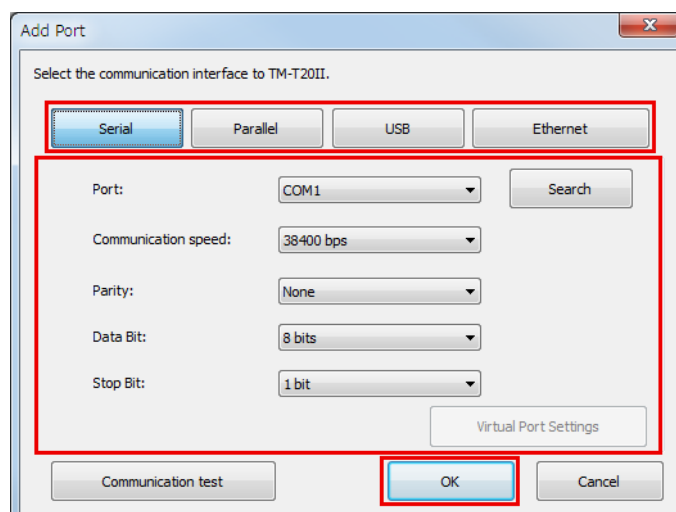 Add Port
Select the communication interface to TM-T20II.
Serial Parallel USB Ethernet
Port: COM1 Search
Communication speed: 38400 bps
Parity: None
Data Bit: 8 bits
Stop Bit: 1 bit
Virtual Port Settings
Communication test OK Cancel